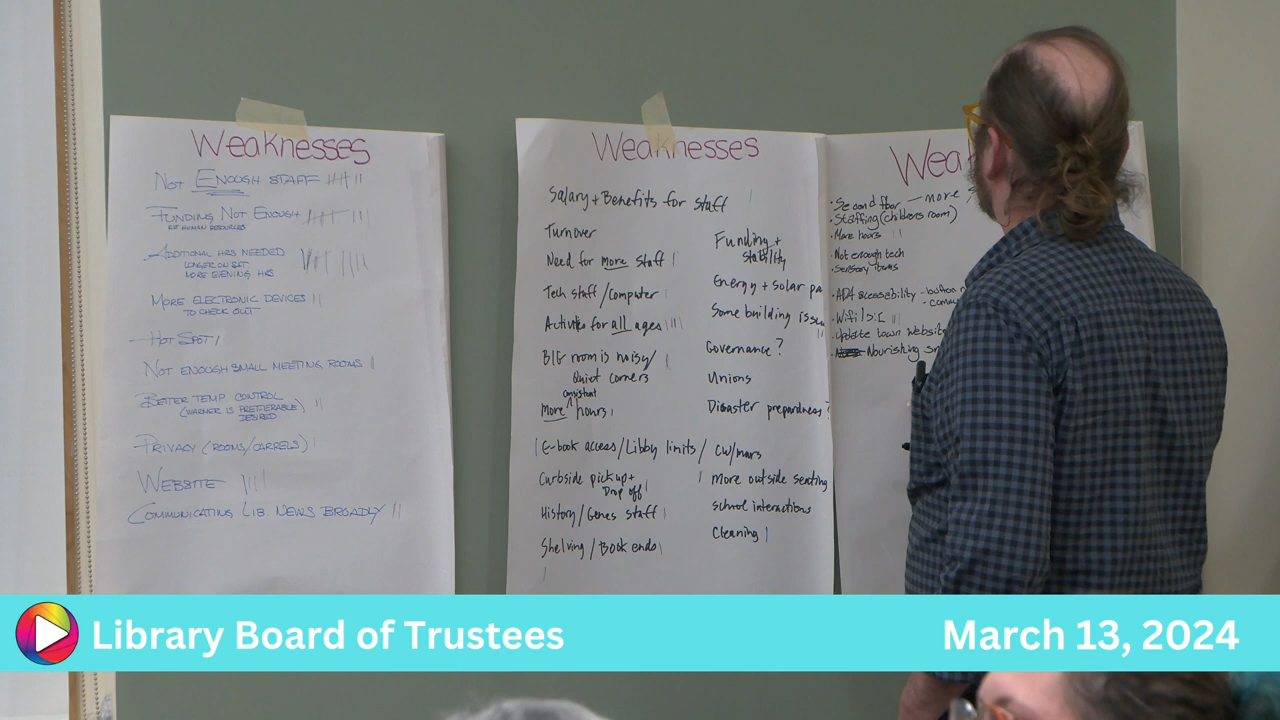 Weaknesses
NOT ENOUGH STAFF
FUNDING NOT ENOUGH
ADDITIONAL HRS NEEDED
LONGER ON SAT.
MORE EVENING HRS
MORE ELECTRONIC DEVICES
TO CHECK OUT
HOT SPOT
NOT ENOUGH SMALL MEETING ROOMS
BETTER TEMP CONTROL
(WARMER IS PREFERABLE)
DESIRED
PRIVACY (ROOMS/CARRELS)
WEBSITE
COMMUNICATING LIB. NEWS BROADLY
Weaknesses
Salary + Benefits for staff
Turnover
Need for more staff
Tech staff/computer
Activities for all ages
BIG room is noisy/
Quiet corners
consistent
More hours
E-book access/Libby limits/ CW/Mars
Curbside pickup+
Drop off
History/Genes staff
Shelving/Book ends
Funding +
stability
Energy + solar pa
Some building issu
Governance?
Unions
Disaster prepardness?
more outside seating
school interactions
Cleaning
Wea
• Second floor — more
• Staffing (childrens room)
• More hours
• Not enough tech
• Sensory items
• ADA accessability -
• Wifi
• Update town website
• Nourishing
Library Board of Trustees
March 13, 2024